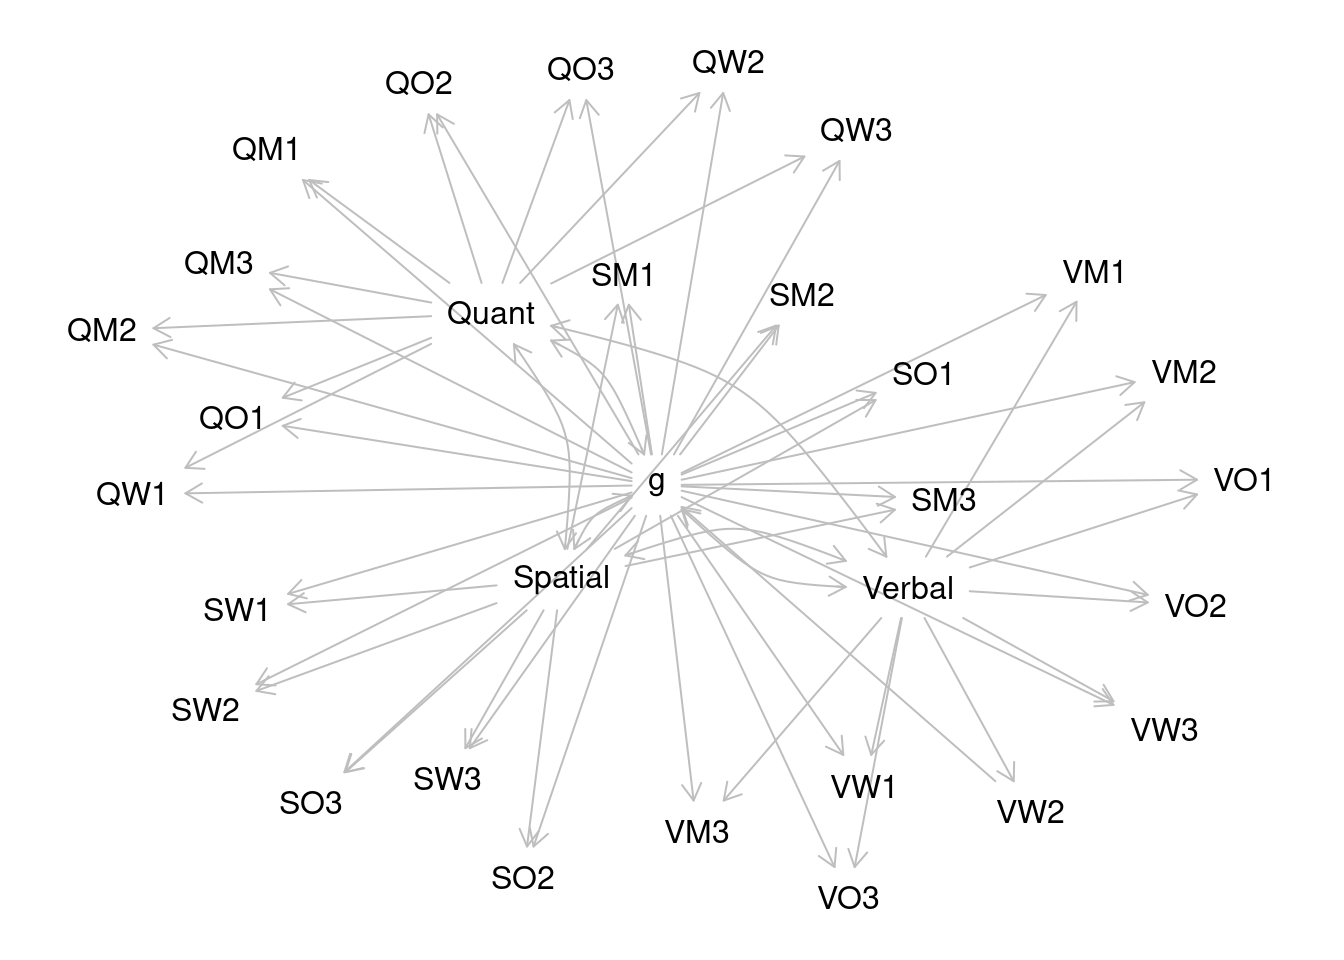 QW2
QO3
QO2
QW3
QM1
QM3
VM1
SM1
SM2
Quant
QM2
VM2
SO1
QO1
VO1
g
QW1
SM3
Spatial
Verbal
VO2
SW1
SW2
VW3
SW3
VW1
SO3
VW2
VM3
SO2
VO3